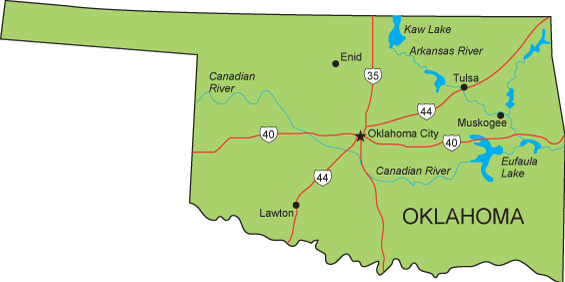 Kaw Lake
Arkansas River
Enid
35
Canadian
River
Tulsa
44
Muskogee
40
Oklahoma City
40
Eufaula
Lake
Canadian River
44
Lawton
OKLAHOMA